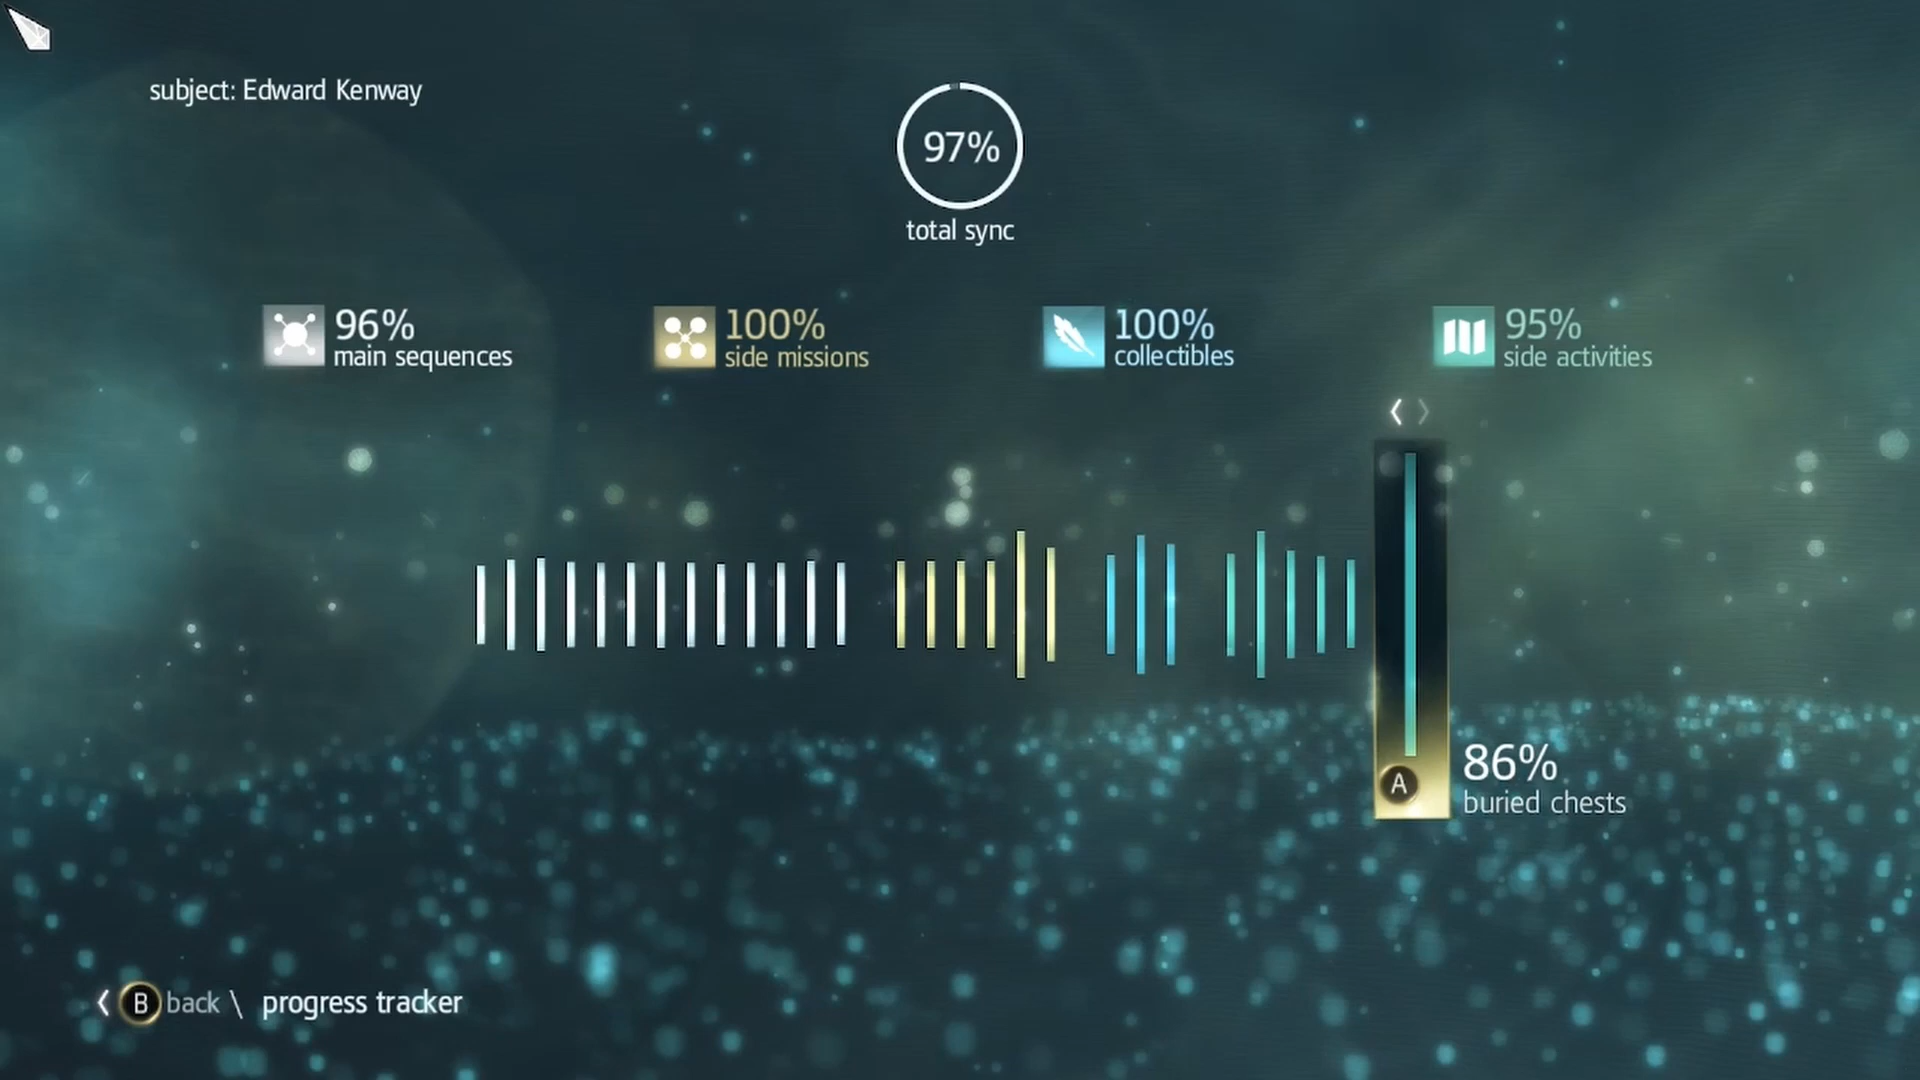 subject: Edward Kenway
97%
total sync
96%
main sequences
100%
side missions
100%
collectibles
95%
side activities
A
86%
buried chests
B back \ progress tracker